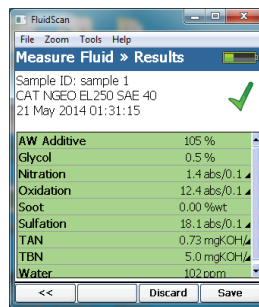 FluidScan
File Zoom Tools Help
Measure Fluid » Results
Sample ID: sample 1
CAT NGEO EL250 SAE 40
21 May 2014 01:31:15
AW Additive 105 %
Glycol 0.5 %
Nitration 1.4 abs/0.1
Oxidation 12.4 abs/0.1
Soot 0.00 %wt
Sulfation 18.1 abs/0.1
TAN 0.73 mgKOH/
TBN 5.0 mgKOH/
Water 102 ppm
<< Discard Save